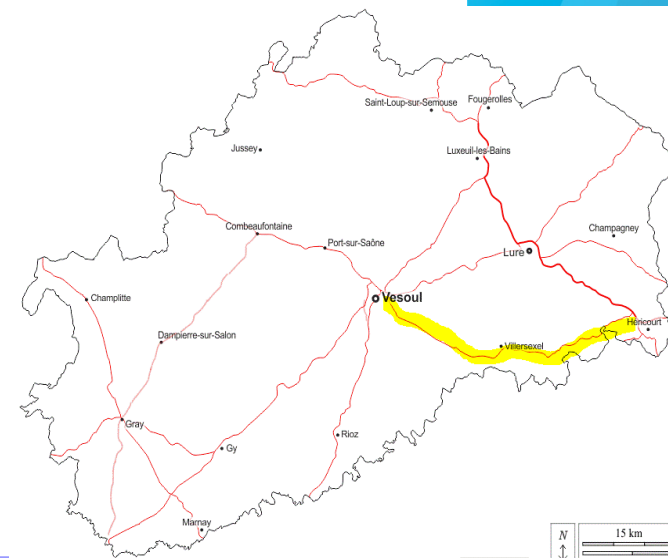 Fougerolles
Saint-Loup-sur-Semouse
Jussey
Luxeuil-les-Bains
Combeaufontaine
Champagney
Port-sur-Saône
Lure
Vesoul
Champlitte
Héricourt
Dampierre-sur-Salon
Villersexel
Gray
Rioz
Gy
Marnay
N
15 km